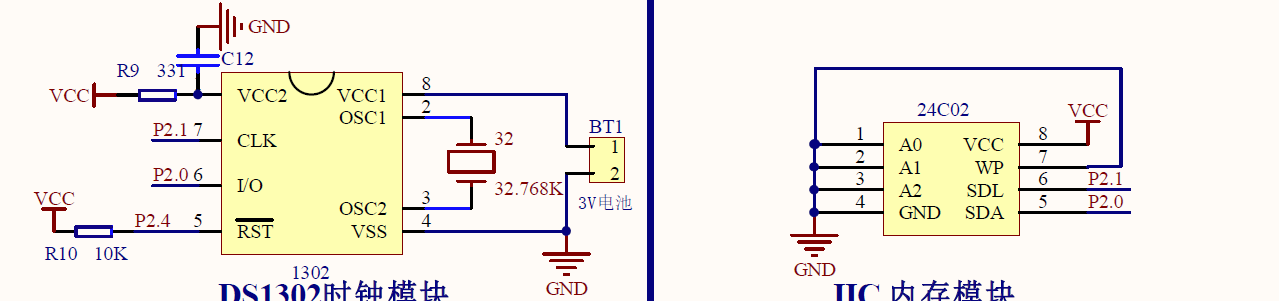 GND
C12
R9 331
VCC
VCC2 VCC1 8
OSC1 2
P2.1 7 CLK
P2.0 6 I/O
VCC
P2.4 5 RST
R10 10K
OSC2 3
VSS 4
1302
32
32.768K
BT1
1
2
3V电池
GND
DS1302时钟模块
24C02
VCC
1 A0 VCC 8
2 A1 WP 7
3 A2 SDL 6 P2.1
4 GND SDA 5 P2.0
GND
IIC 内存模块